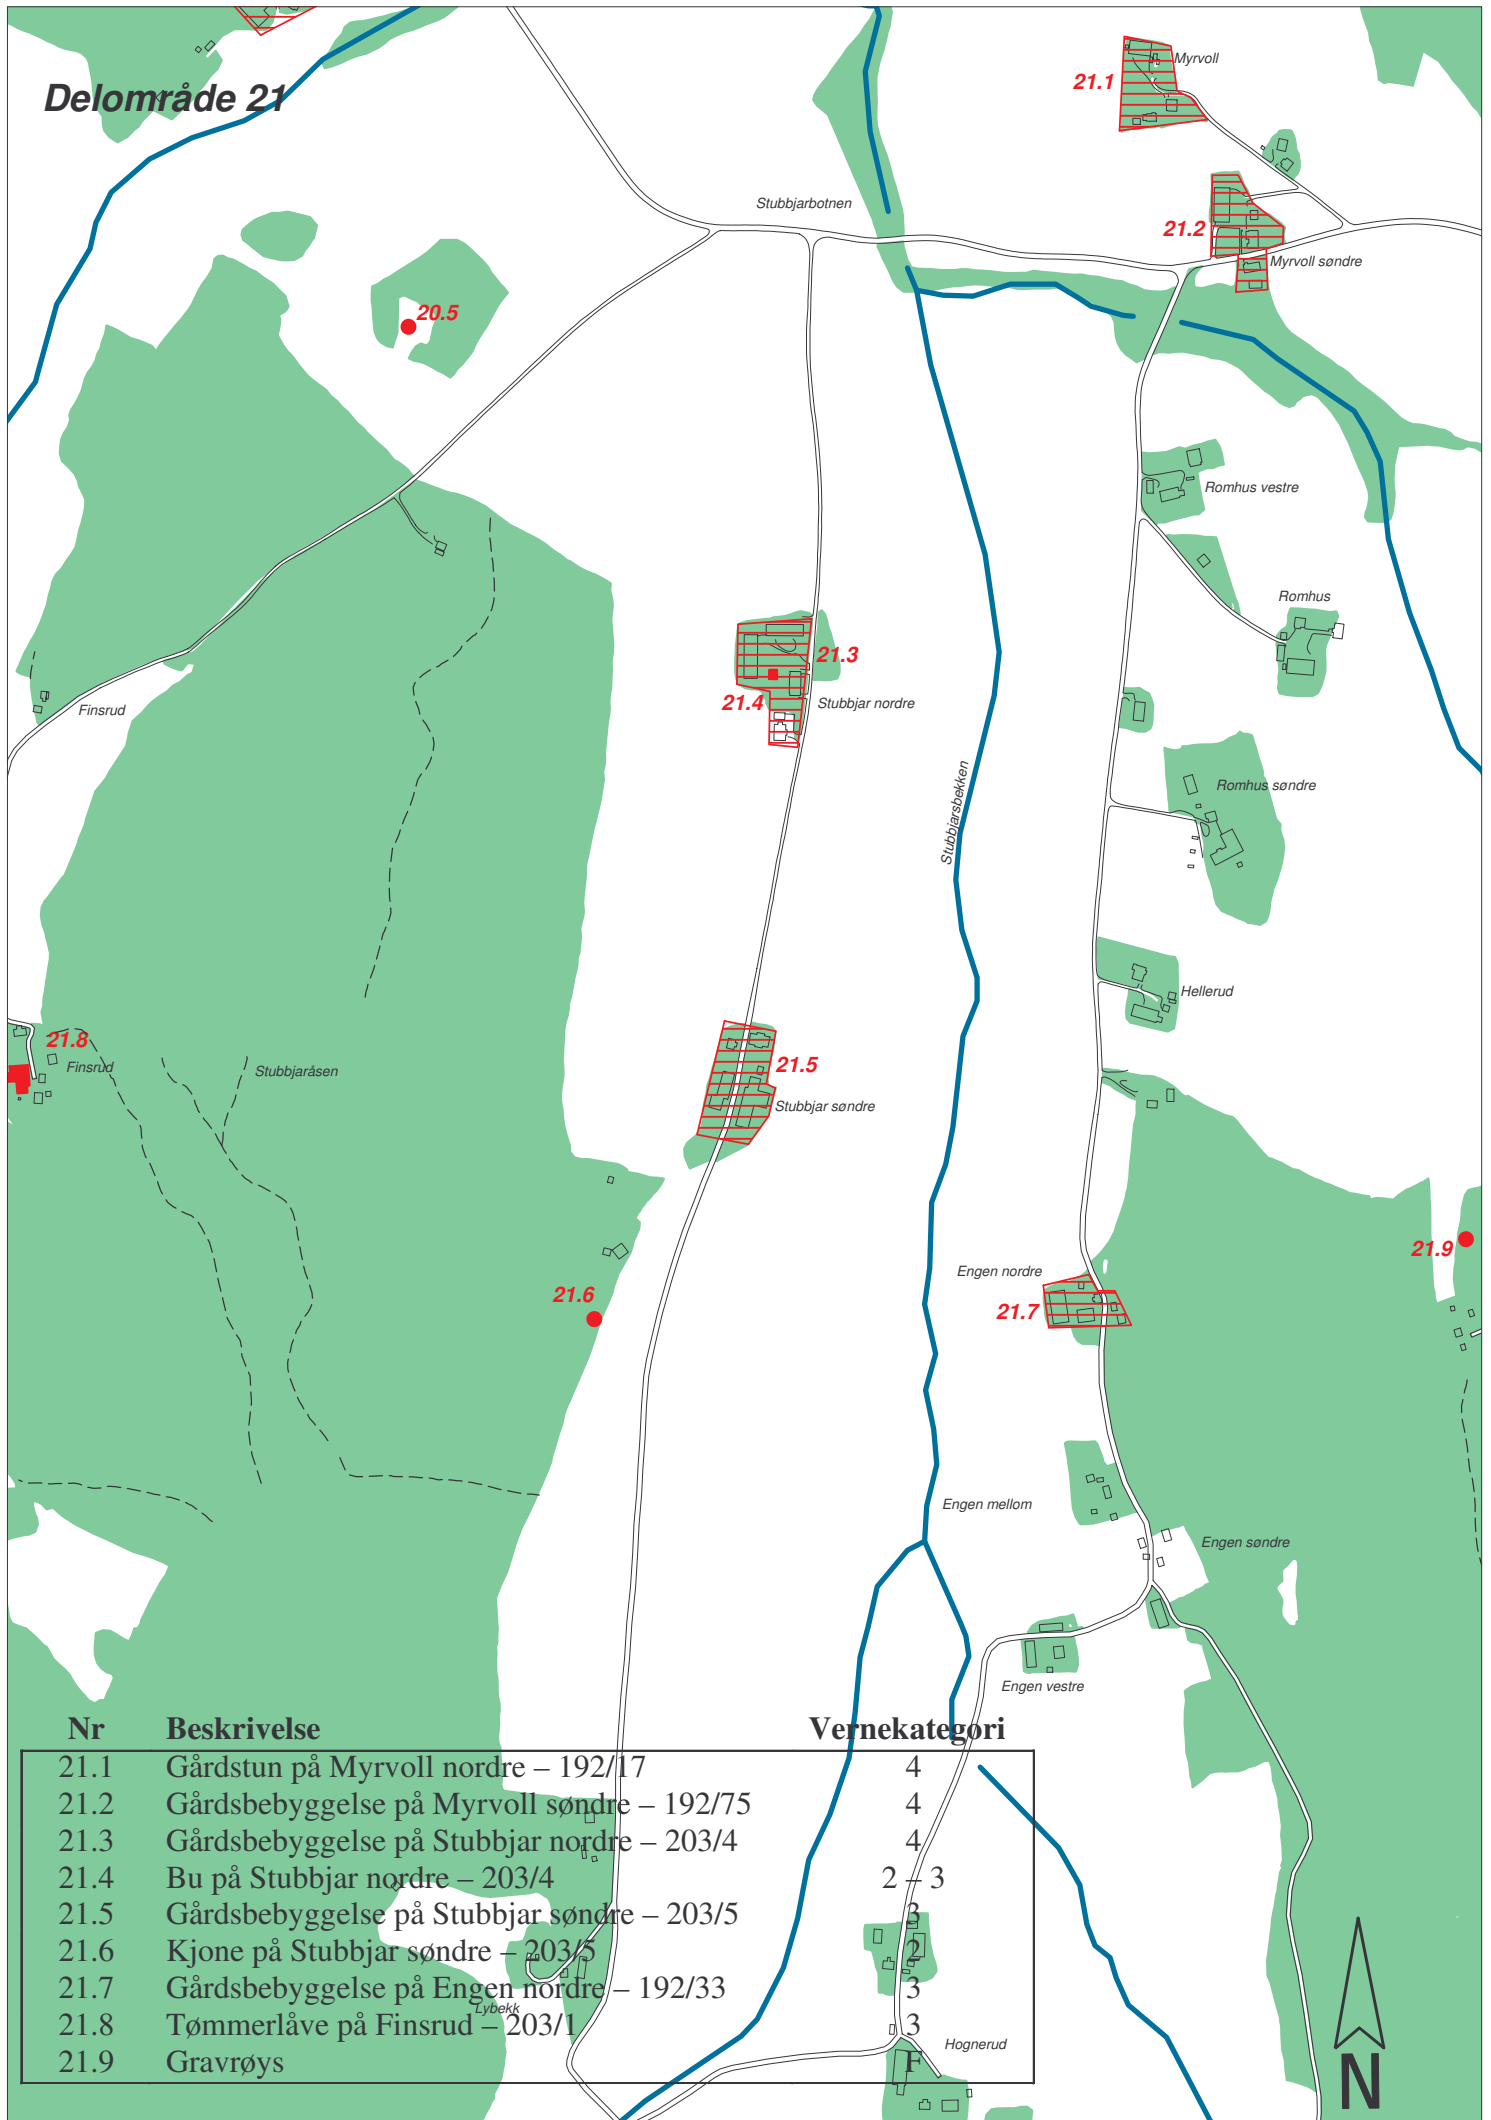 Delområde 21
Myrvoll
21.1
Stubbjarbotnen
21.2
Myrvoll søndre
20.5
Romhus vestre
Romhus
21.3
21.4
Stubbjar nordre
Finsrud
Stubbjarsbekken
Romhus søndre
Hellerud
21.8
Finsrud
Stubbjaråsen
21.5
Stubbjar søndre
21.9
Engen nordre
21.6
21.7
Engen mellom
Engen søndre
Engen vestre
Nr Beskrivelse Vernekategori
21.1 Gårdstun på Myrvoll nordre – 192/17 4
21.2 Gårdsbebyggelse på Myrvoll søndre – 192/75 4
21.3 Gårdsbebyggelse på Stubbjar nordre – 203/4 4
21.4 Bu på Stubbjar nordre – 203/4 2 – 3
21.5 Gårdsbebyggelse på Stubbjar søndre – 203/5 3
21.6 Kjone på Stubbjar søndre – 203/5 2
21.7 Gårdsbebyggelse på Engen nordre – 192/33 3
Lybekk
21.8 Tømmerlåve på Finsrud – 203/1 3
Hognerud
21.9 Gravrøys F
N